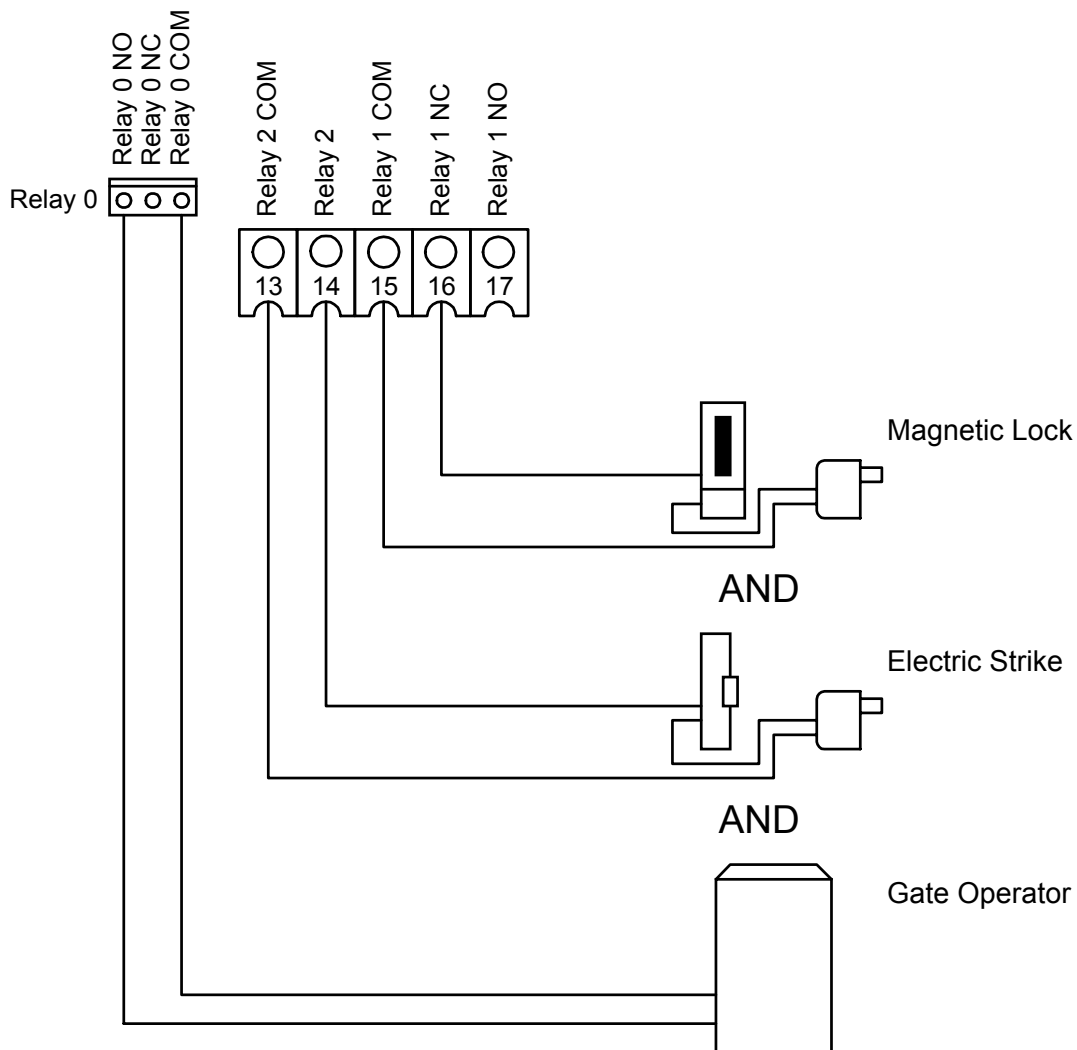 Relay 0 NO
Relay 0 NC
Relay 0 COM
Relay 2 COM
Relay 2
Relay 1 COM
Relay 1 NC
Relay 1 NO
Relay 0
13
14
15
16
17
Magnetic Lock
AND
Electric Strike
AND
Gate Operator